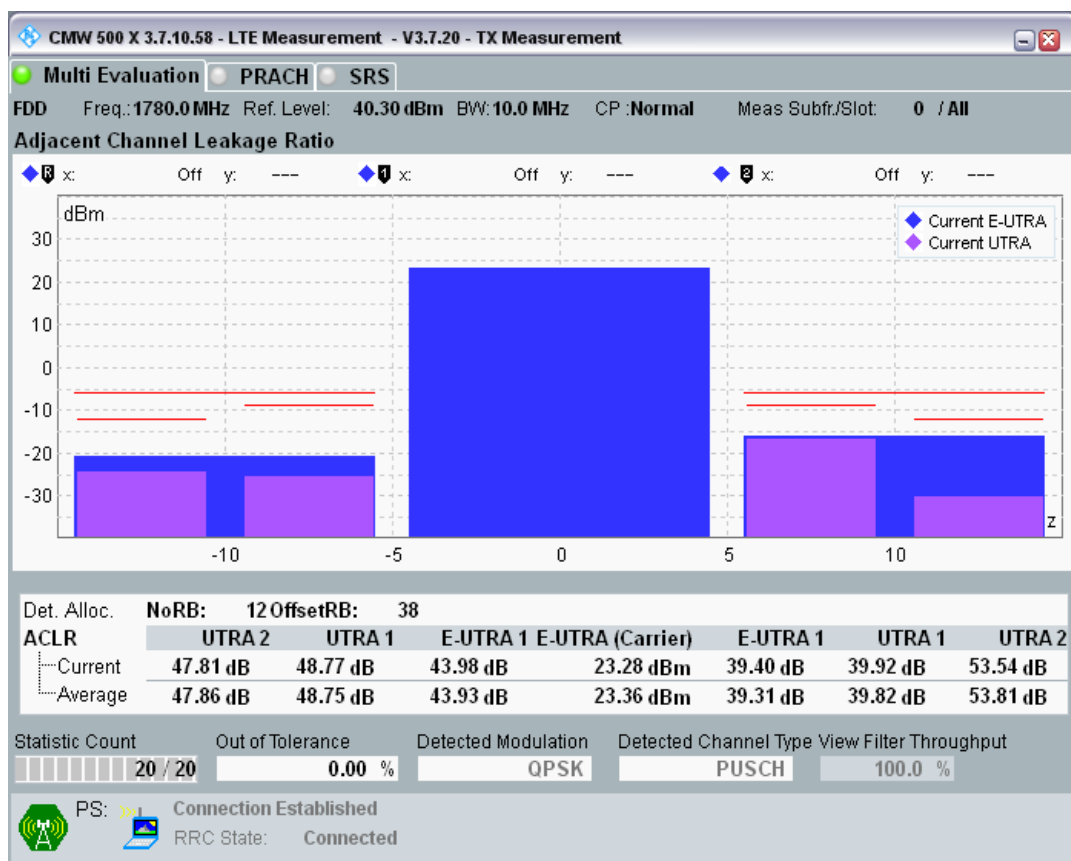 CMW 500 X 3.7.10.58 - LTE Measurement - V3.7.20 - TX Measurement
Multi Evaluation PRACH SRS
FDD Freq.: 1780.0 MHz Ref. Level: 40.30 dBm BW: 10.0 MHz CP : Normal Meas Subfr./Slot: 0 / All
Adjacent Channel Leakage Ratio
R x: Off y: --- 1 x: Off y: --- 2 x: Off y: ---
dBm
Current E-UTRA
Current UTRA
30
20
10
0
-10
-20
-30
z
-10 -5 0 5 10
Det. Alloc. NoRB: 12 OffsetRB: 38
ACLR UTRA 2 UTRA 1 E-UTRA 1 E-UTRA (Carrier) E-UTRA 1 UTRA 1 UTRA 2
Current 47.81 dB 48.77 dB 43.98 dB 23.28 dBm 39.40 dB 39.92 dB 53.54 dB
Average 47.86 dB 48.75 dB 43.93 dB 23.36 dBm 39.31 dB 39.82 dB 53.81 dB
Statistic Count Out of Tolerance Detected Modulation Detected Channel Type View Filter Throughput
20 / 20 0.00 % QPSK PUSCH 100.0 %
PS: Connection Established
RRC State: Connected